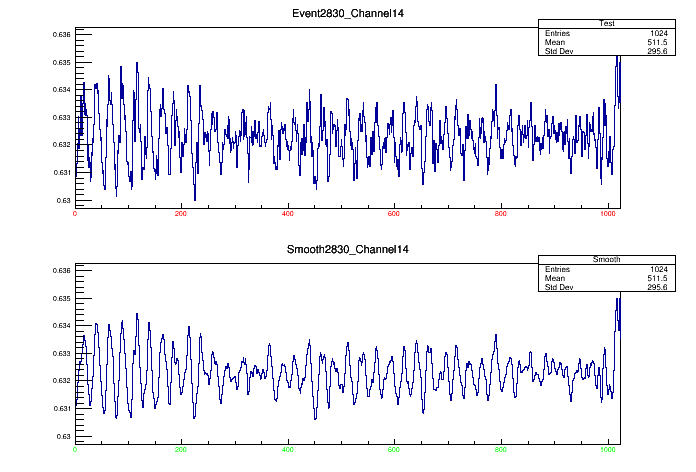 Event2830_Channel14
Test
Entries 1024
Mean 511.5
Std Dev 295.6
0.636
0.635
0.634
0.633
0.632
0.631
0.63
0 200 400 600 800 1000
Smooth2830_Channel14
Smooth
Entries 1024
Mean 511.5
Std Dev 295.6
0.636
0.635
0.634
0.633
0.632
0.631
0.63
0 200 400 600 800 1000